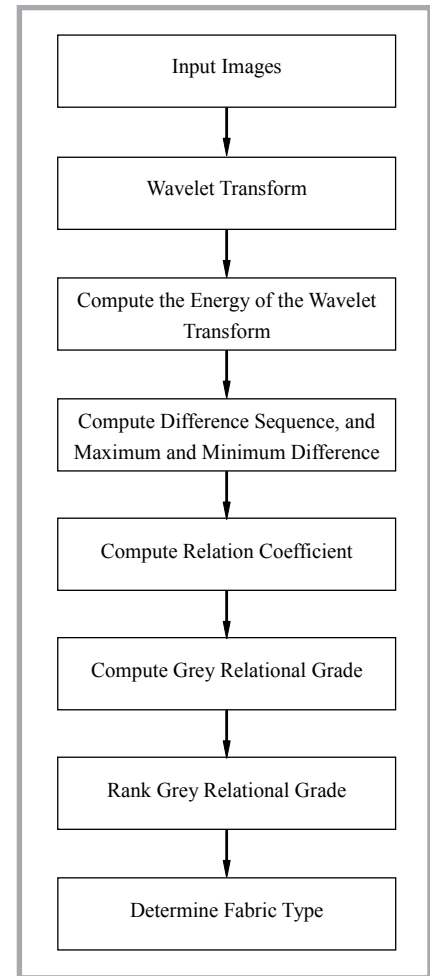 Input Images
Wavelet Transform
Compute the Energy of the Wavelet
Transform
Compute Difference Sequence, and
Maximum and Minimum Difference
Compute Relation Coefficient
Compute Grey Relational Grade
Rank Grey Relational Grade
Determine Fabric Type